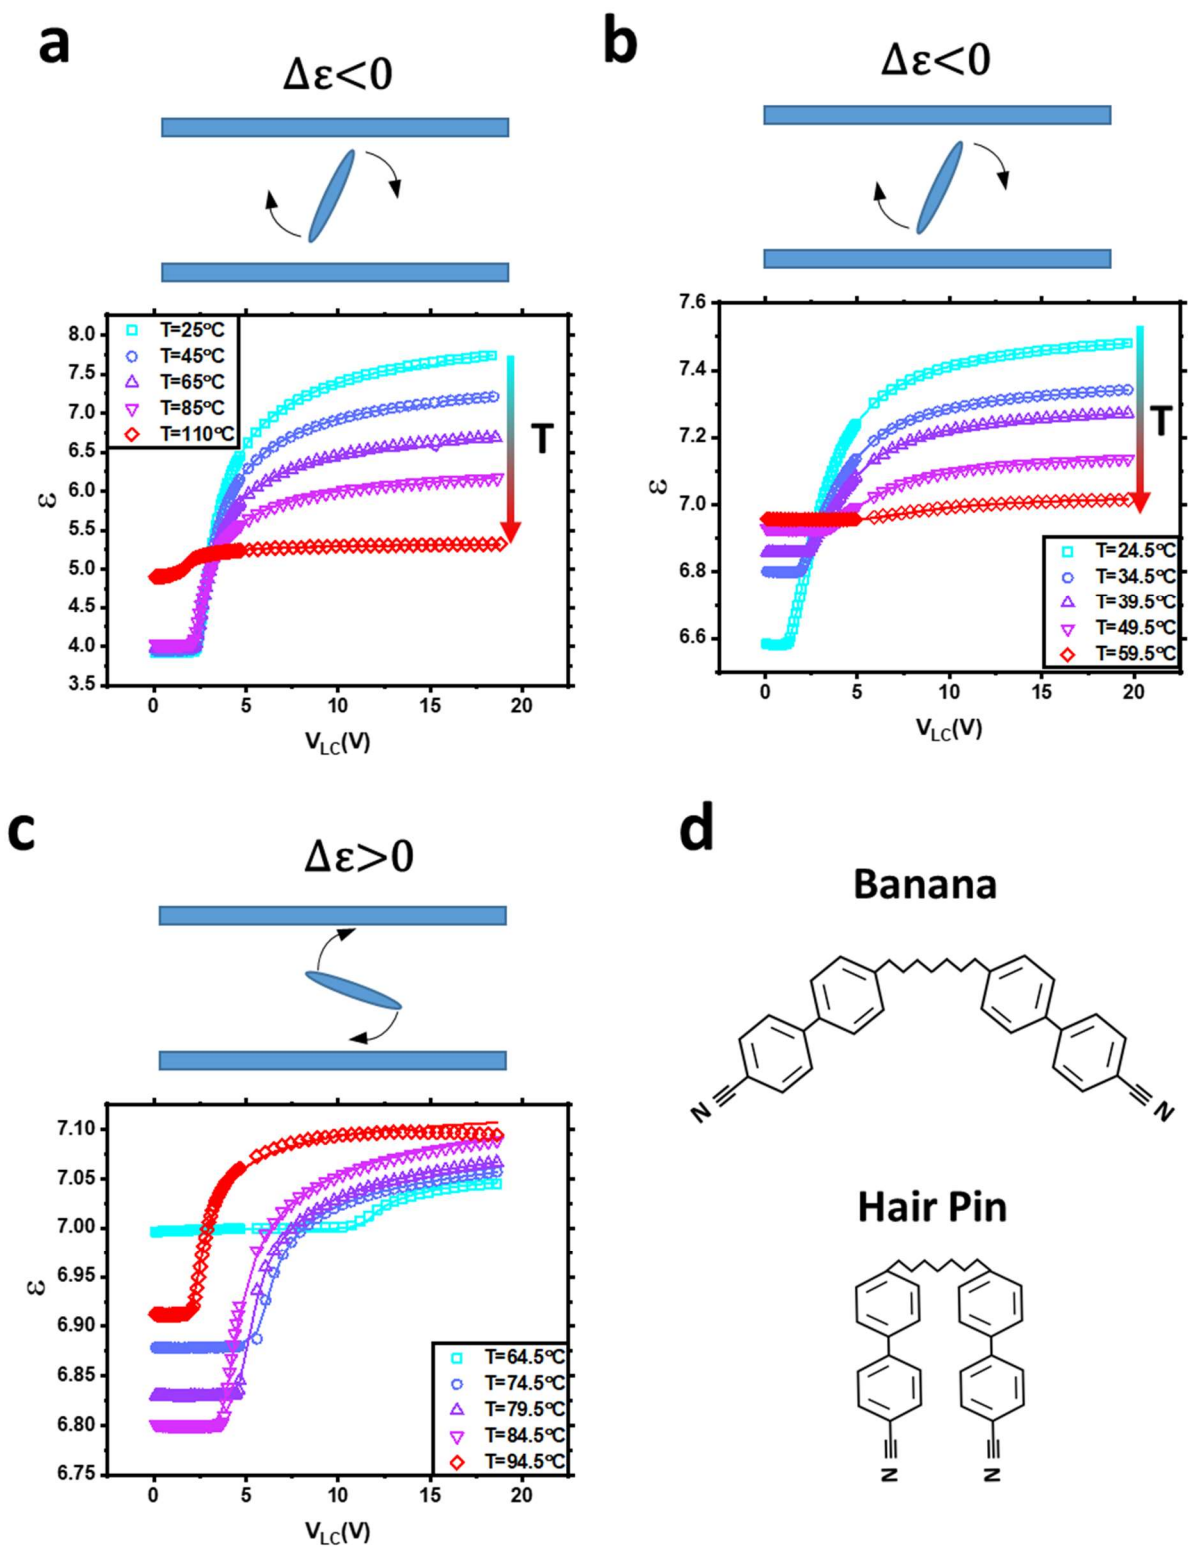 a
Δε<0
8.0
7.5
7.0
6.5
6.0
5.5
5.0
4.5
4.0
3.5
ε
T=25°C
T=45°C
T=65°C
T=85°C
T=110°C
T
0 5 10 15 20
V_LC(V)
b
Δε<0
7.6
7.4
7.2
7.0
6.8
6.6
ε
T
T=24.5°C
T=34.5°C
T=39.5°C
T=49.5°C
T=59.5°C
0 5 10 15 20
V_LC(V)
c
Δε>0
7.10
7.05
7.00
6.95
6.90
6.85
6.80
6.75
ε
T=64.5°C
T=74.5°C
T=79.5°C
T=84.5°C
T=94.5°C
0 5 10 15 20
V_LC(V)
d
Banana
N N
Hair Pin
N N